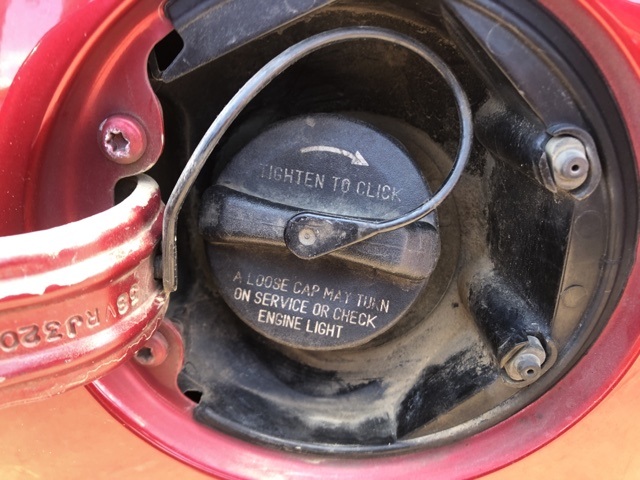 TIGHTEN TO CLICK
A LOOSE CAP MAY TURN
ON SERVICE OR CHECK
ENGINE LIGHT